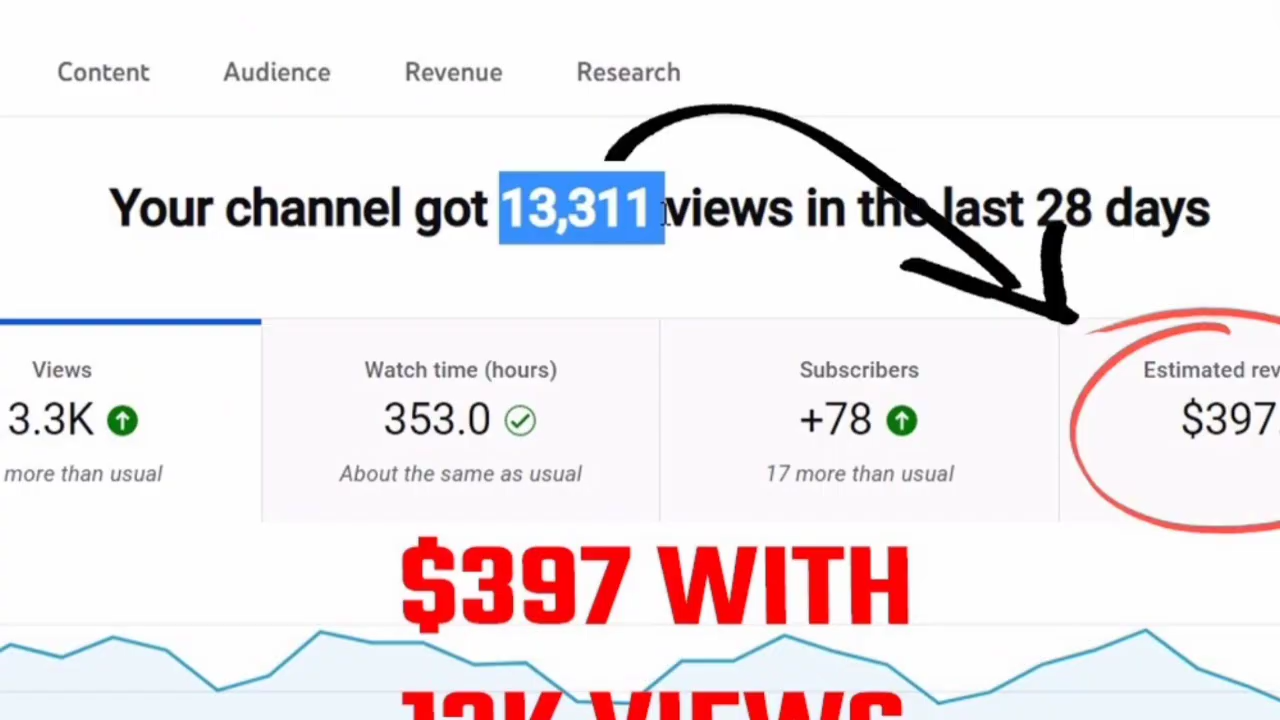 Content Audience Revenue Research
Your channel got 13,311 views in the last 28 days
Views Watch time (hours) Subscribers Estimated rev
3.3K 353.0 +78 $397.
more than usual About the same as usual 17 more than usual
$397 WITH
13K VIEWS